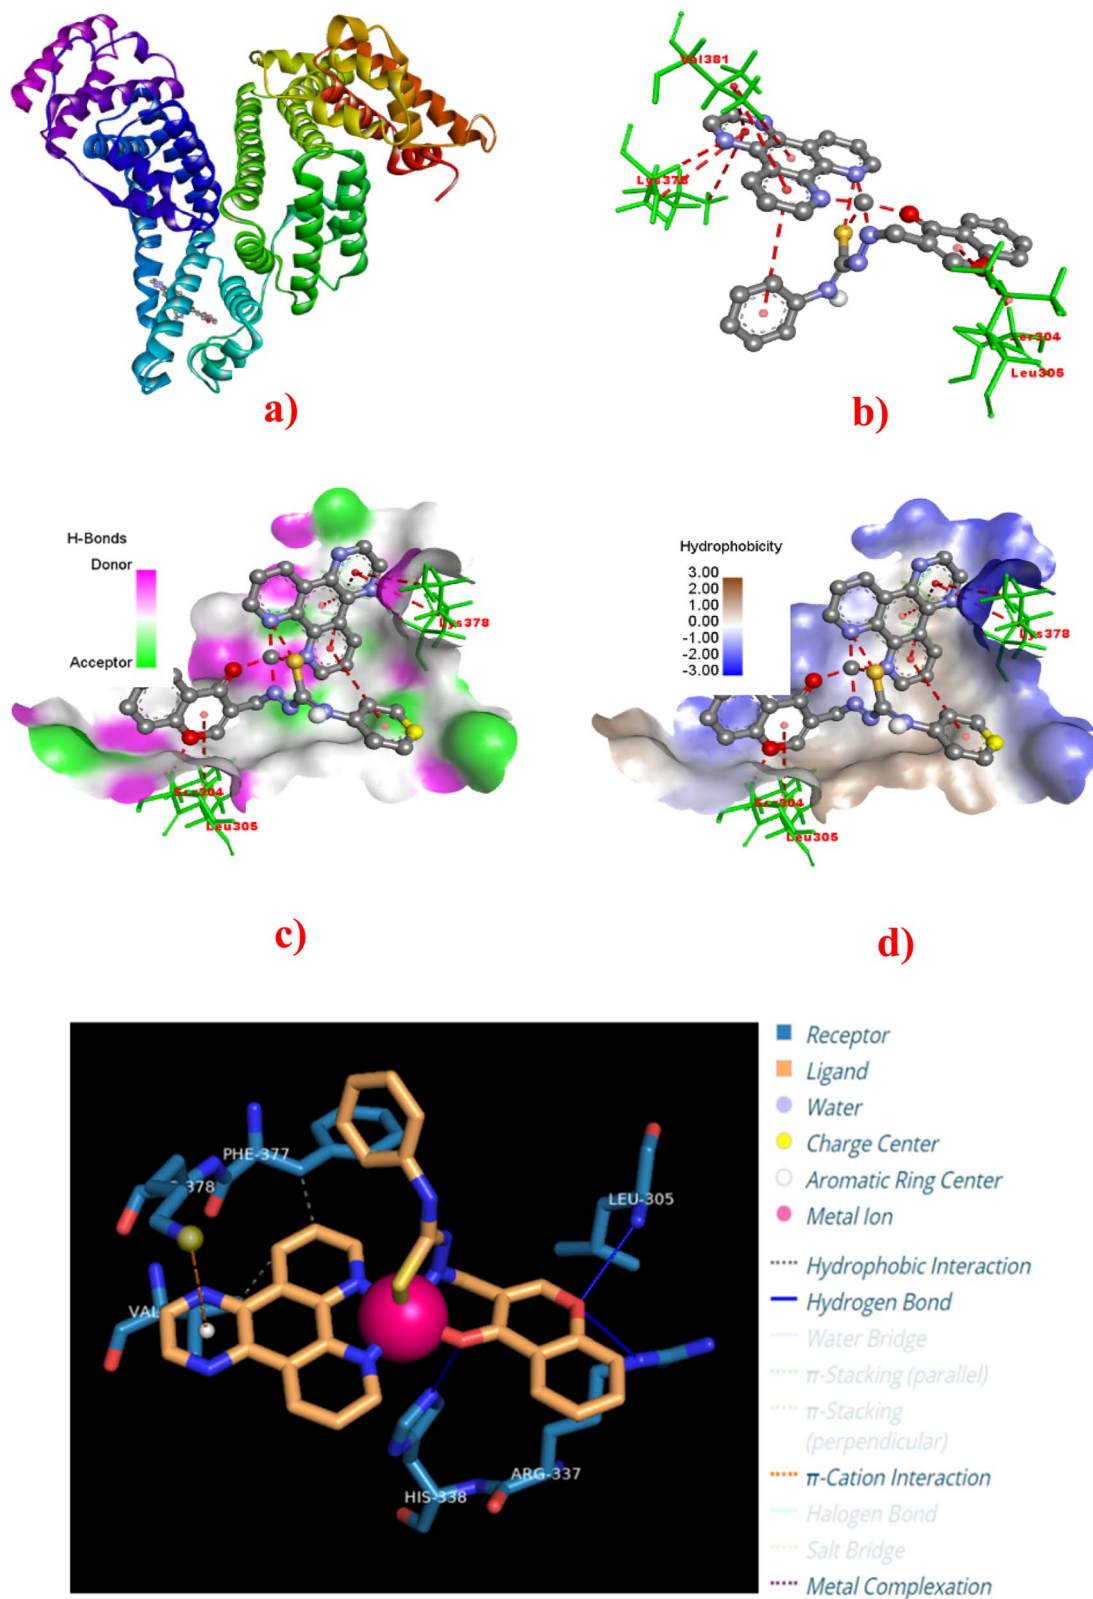 a)
Val381
Lys378
Ser304
Leu305
b)
H-Bonds
Donor
Acceptor
Lys378
Ser304
Leu305
c)
Hydrophobicity
3.00
2.00
1.00
0.00
-1.00
-2.00
-3.00
Lys378
Ser304
Leu305
d)
PHE-377
378
LEU-305
VAL
ARG-337
HIS-338
Receptor
Ligand
Water
Charge Center
Aromatic Ring Center
Metal Ion
Hydrophobic Interaction
Hydrogen Bond
Water Bridge
π-Stacking (parallel)
π-Stacking
(perpendicular)
π-Cation Interaction
Halogen Bond
Salt Bridge
Metal Complexation